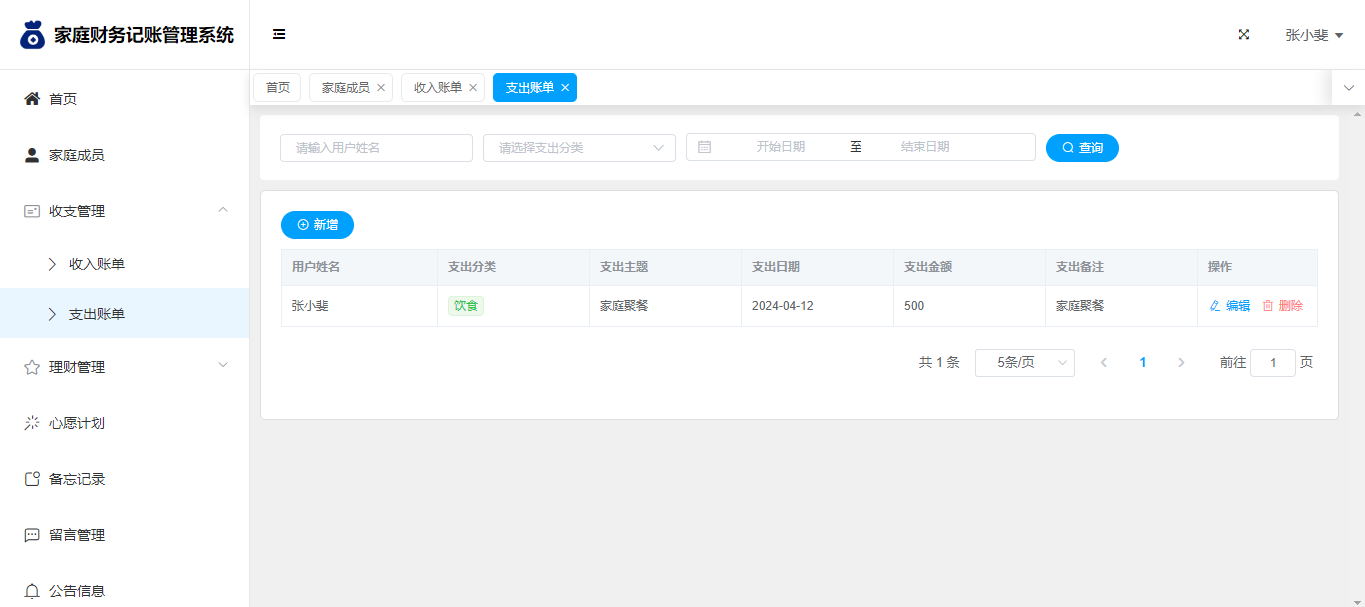 家庭财务记账管理系统
张小斐
首页 家庭成员 收入账单 支出账单
首页
家庭成员
收支管理
收入账单
支出账单
理财管理
心愿计划
备忘记录
留言管理
公告信息
请输入用户姓名 请选择支出分类 开始日期 至 结束日期 查询
新增
用户姓名 支出分类 支出主题 支出日期 支出金额 支出备注 操作
张小斐 饮食 家庭聚餐 2024-04-12 500 家庭聚餐 编辑 删除
共 1 条 5条/页 1 前往 1 页